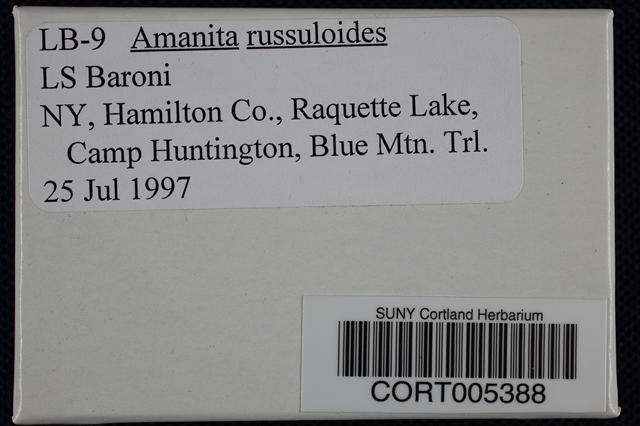 LB-9 Amanita russuloides
LS Baroni
NY, Hamilton Co., Raquette Lake,
Camp Huntington, Blue Mtn. Trl.
25 Jul 1997
SUNY Cortland Herbarium
CORT005388